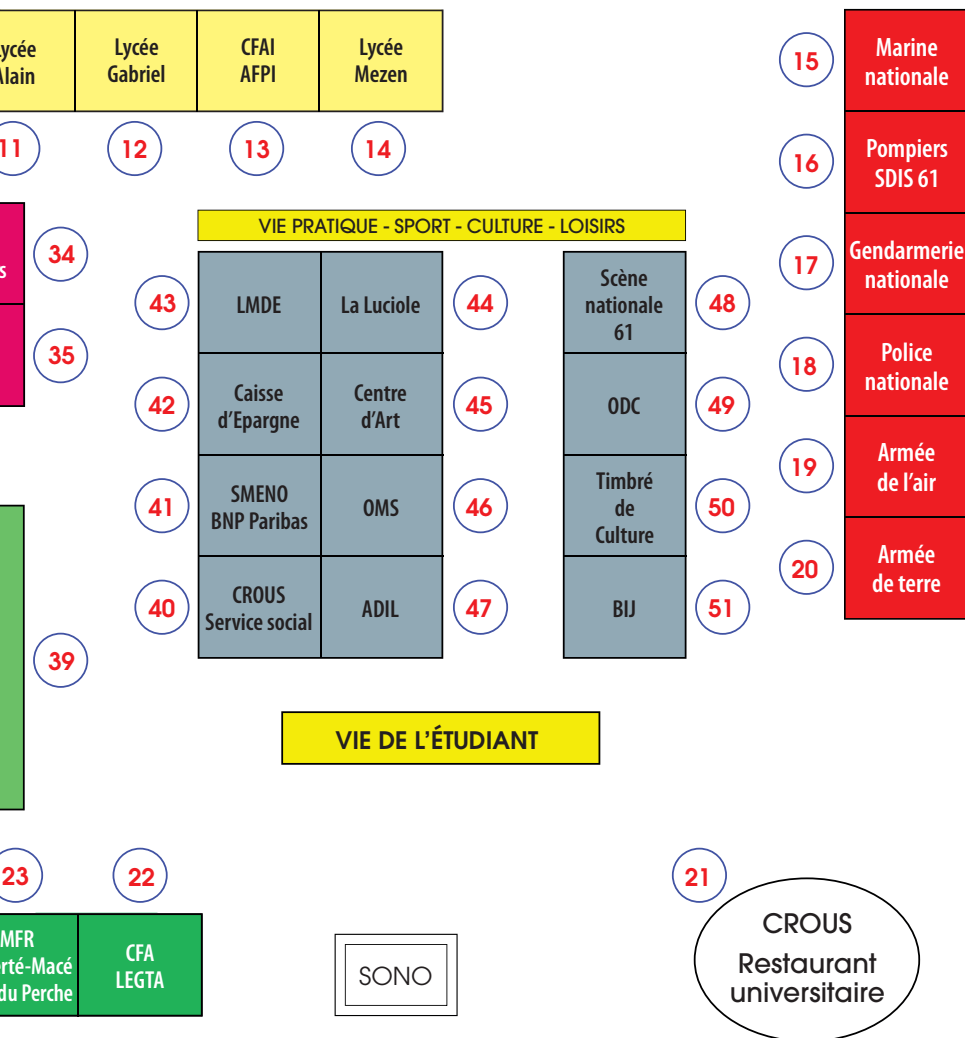 Lycée
Gabriel
CFAI
AFPI
Lycée
Mezen
11
12
13
14
15
Marine
nationale
16
Pompiers
SDIS 61
17
Gendarmerie
nationale
18
Police
nationale
19
Armée
de l'air
20
Armée
de terre
34
35
VIE PRATIQUE - SPORT - CULTURE - LOISIRS
43
LMDE
La Luciole
44
42
Caisse
d'Epargne
Centre
d'Art
45
41
SMENO
BNP Paribas
OMS
46
40
CROUS
Service social
ADIL
47
Scène
nationale
61
48
ODC
49
Timbré
de
Culture
50
BIJ
51
39
VIE DE L'ÉTUDIANT
23
MFR
du Perche
22
CFA
LEGTA
SONO
21
CROUS
Restaurant
universitaire